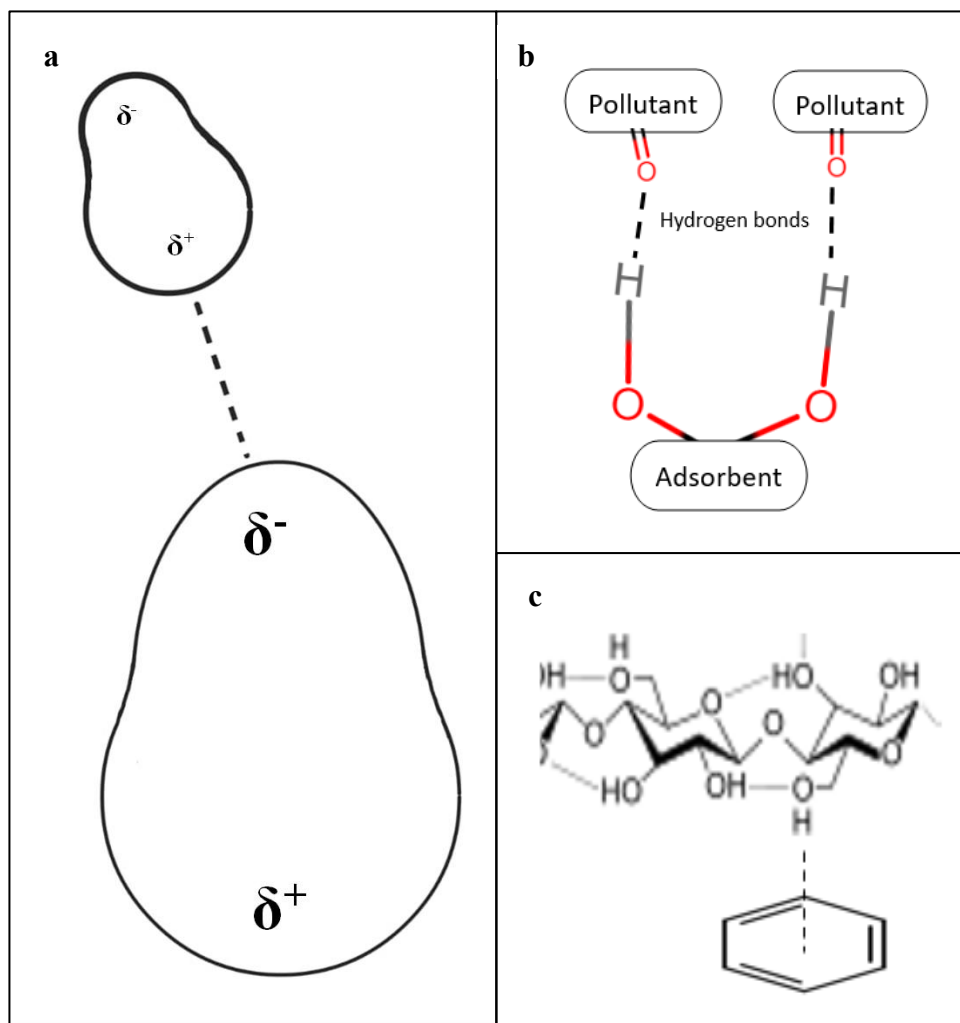 a
δ-
δ+
δ-
δ+
b
Pollutant
Pollutant
O
O
Hydrogen bonds
H
H
O
O
Adsorbent
c
H
OH
O
HO
OH
O
O
O
O
HO
OH
O
H